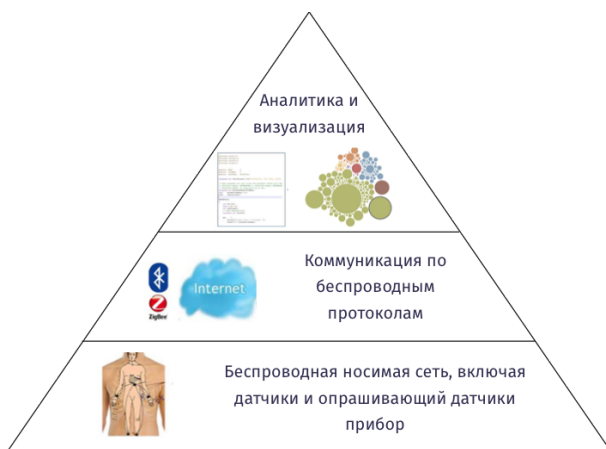 Аналитика и
визуализация
Internet
ZigBee
Коммуникация по
беспроводным
протоколам
Беспроводная носимая сеть, включая
датчики и опрашивающий датчики
прибор